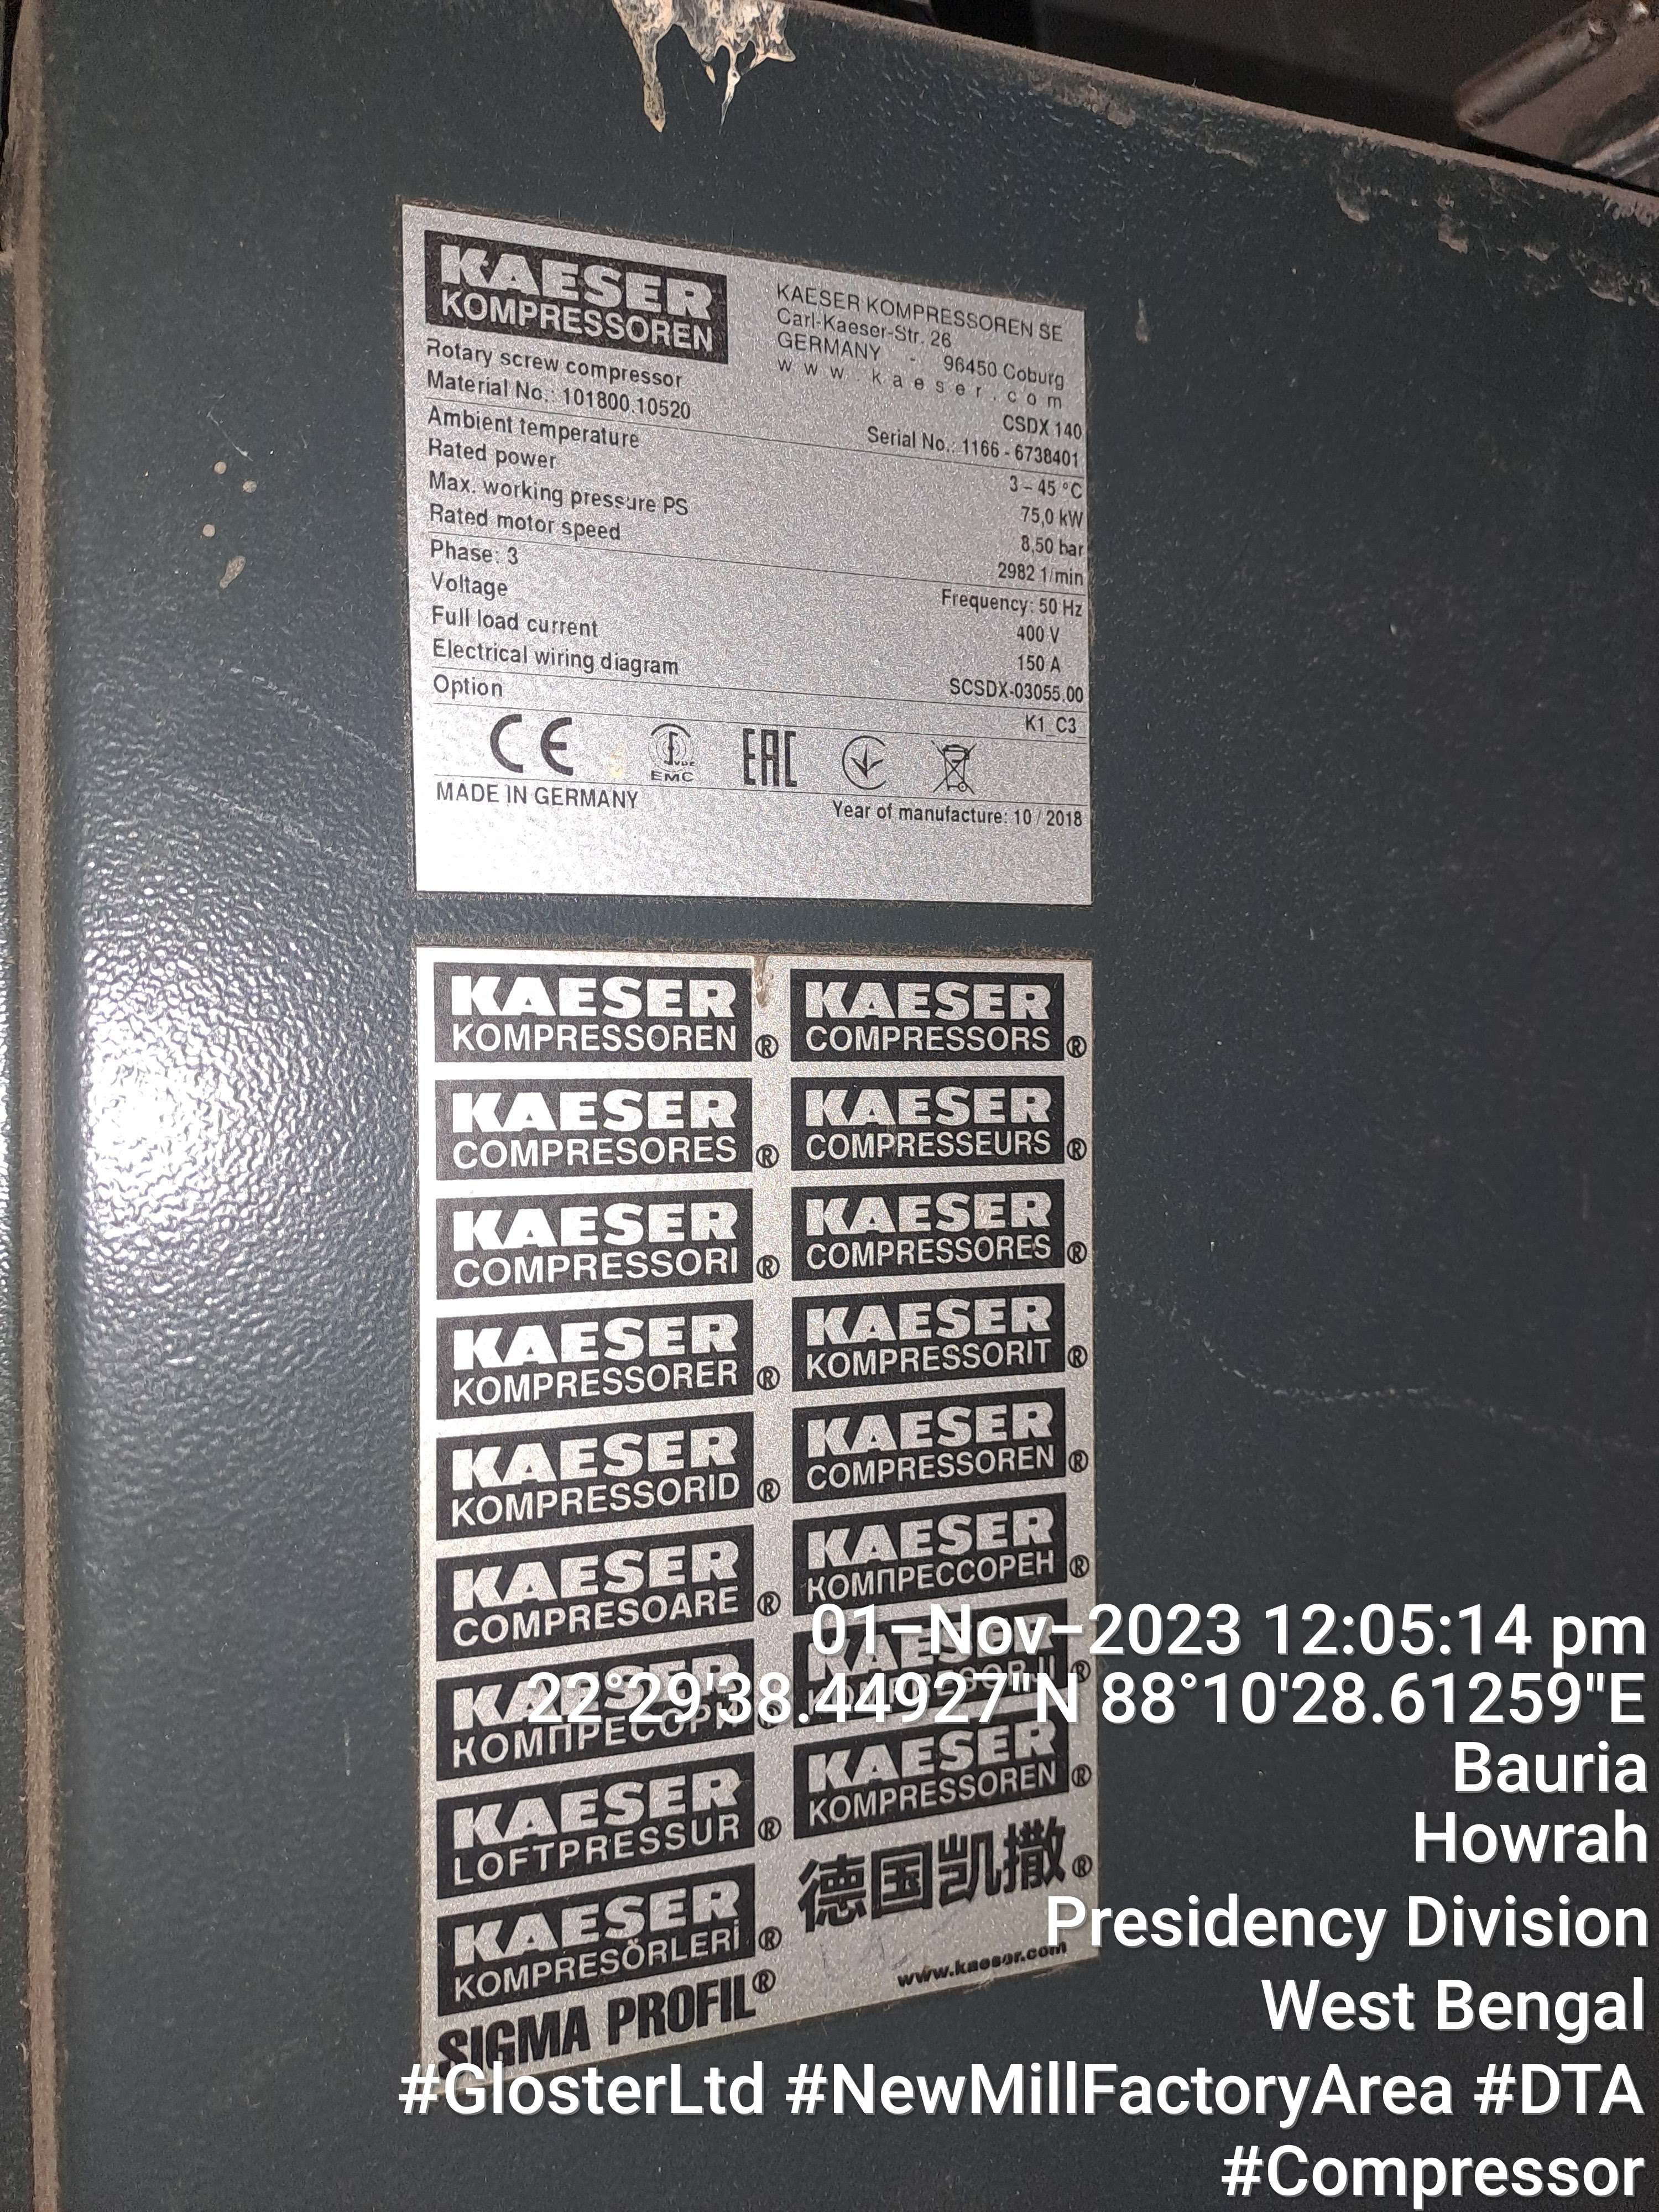 KAESER
KOMPRESSOREN
KAESER KOMPRESSOREN SE
Carl-Kaeser-Str. 26
GERMANY - 96450 Coburg
www.kaeser.com
Rotary screw compressor CSDX 140
Material No.: 101800.10520 Serial No.: 1166 - 6738401
Ambient temperature 3 – 45 °C
Rated power 75,0 kW
Max. working pressure PS 8,50 bar
Rated motor speed 2982 1/min
Phase: 3 Frequency: 50 Hz
Voltage 400 V
Full load current 150 A
Electrical wiring diagram SCSDX-03055.00
Option K1 C3
CE EMC VDE EAC
MADE IN GERMANY Year of manufacture: 10 / 2018
KAESER KAESER
KOMPRESSOREN® COMPRESSORS®
KAESER KAESER
COMPRESORES® COMPRESSEURS®
KAESER KAESER
COMPRESSORI® COMPRESSORES®
KAESER KAESER
KOMPRESSORER® KOMPRESSORIT®
KAESER KAESER
KOMPRESSORID® COMPRESSOREN®
KAESER KAESER
COMPRESOARE® КОМПРЕССОРЕН®
KAESER KAESER
КОМПРЕСОРИ®
KAESER KAESER
LOFTPRESSUR® KOMPRESSOREN®
KAESER 德国凯撒®
KOMPRESÖRLERİ®
SIGMA PROFIL® www.kaeser.com
01-Nov-2023 12:05:14 pm
22°29'38.44927"N 88°10'28.61259"E
Bauria
Howrah
Presidency Division
West Bengal
#GlosterLtd #NewMillFactoryArea #DTA
#Compressor